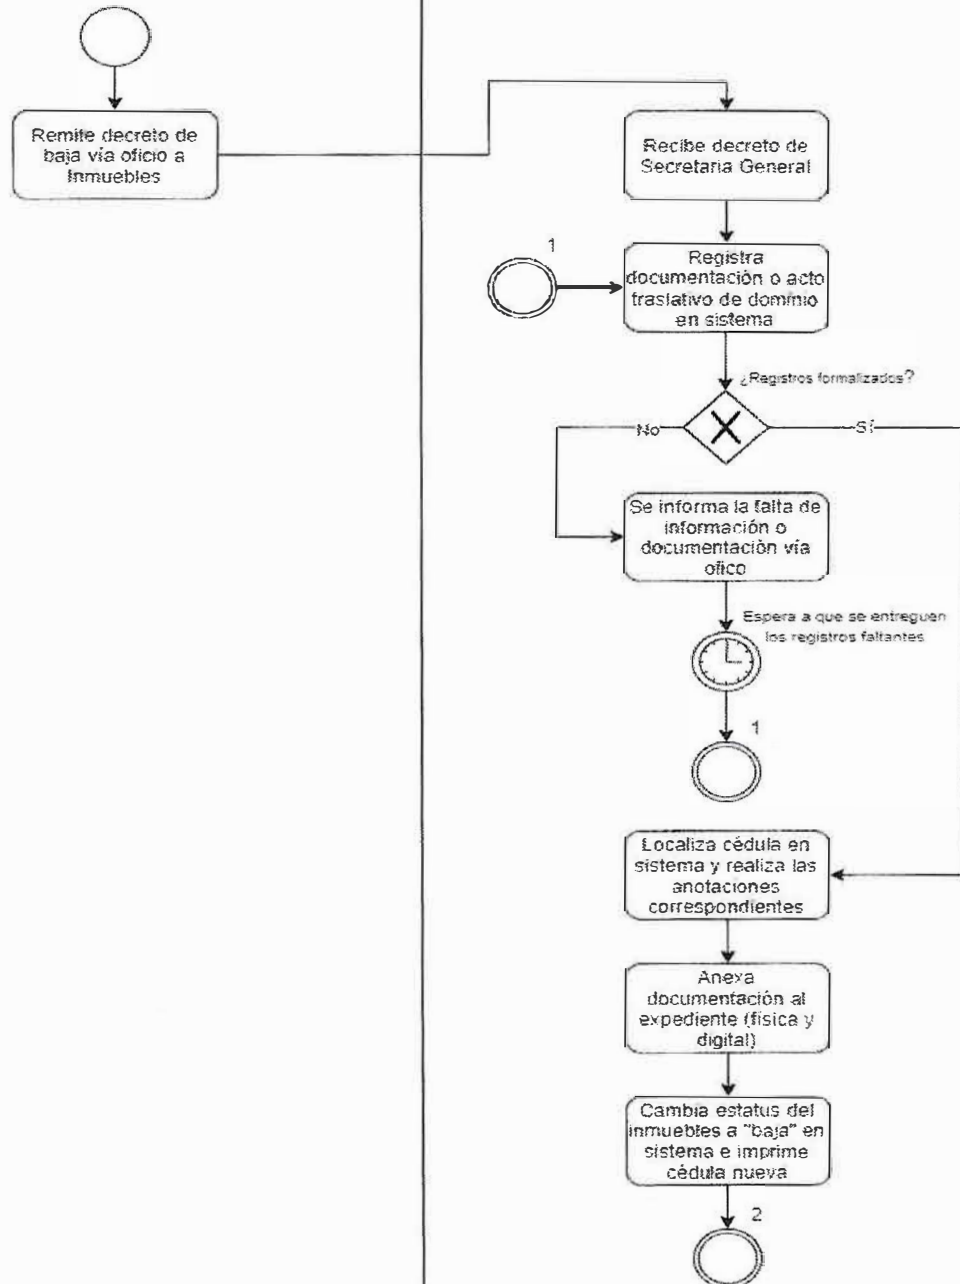 Remite decreto de
baja vía oficio a
Inmuebles
Recibe decreto de
Secretaria General
1
Registra
documentación o acto
traslativo de dominio
en sistema
¿Registros formalizados?
No
Sí
Se informa la falta de
información o
documentación vía
ofico
Espera a que se entreguen
los registros faltantes
1
Localiza cédula en
sistema y realiza las
anotaciones
correspondientes
Anexa
documentación al
expediente (física y
digital)
Cambia estatus del
inmuebles a "baja" en
sistema e imprime
cédula nueva
2